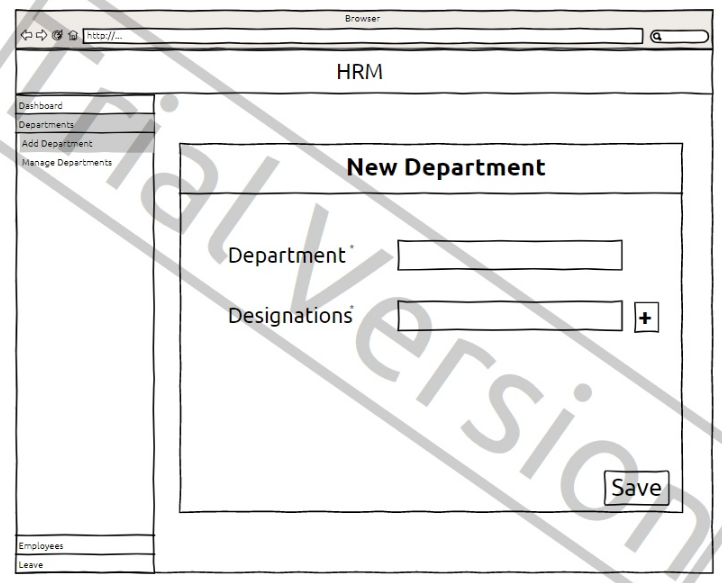 Browser
http://...
HRM
Dashboard
Departments
Add Department
Manage Departments
New Department
Department *
Designations *
+
Save
Employees
Leave
Trial Version